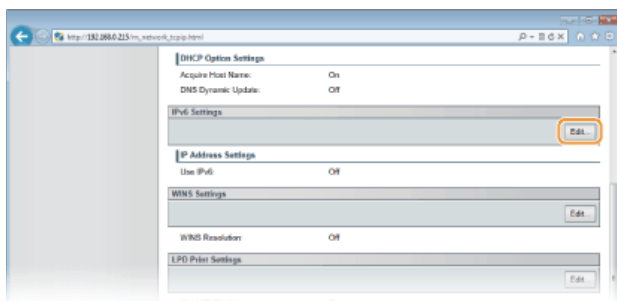 http://192.168.0.215/m_network_tcpip.html
DHCP Option Settings
Acquire Host Name: On
DNS Dynamic Update: Off
IPv6 Settings
Edit...
IP Address Settings
Use IPv6: Off
WINS Settings
Edit...
WINS Resolution: Off
LPD Print Settings
Edit...